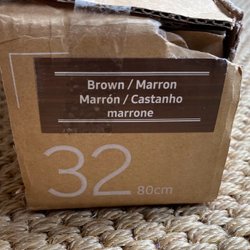 Brown / Marron
Marrón / Castanho
marrone
32
80cm